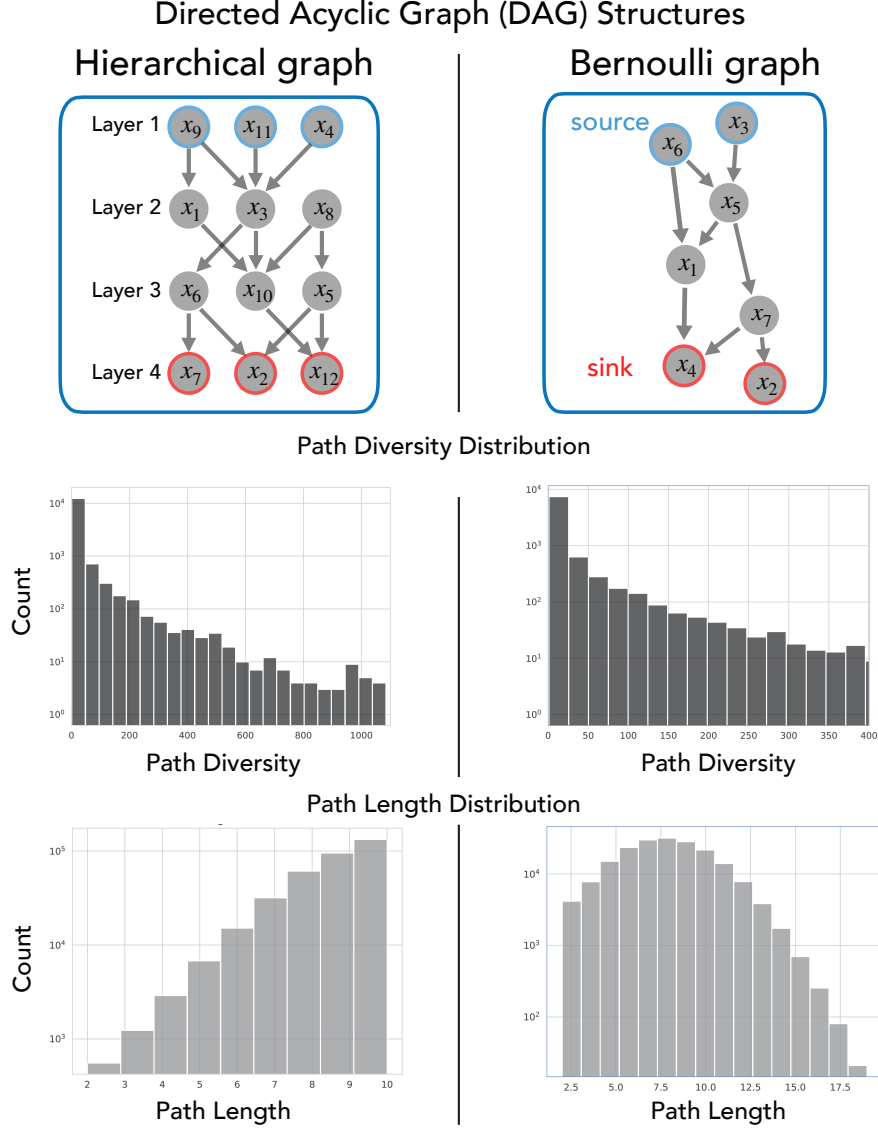 Directed Acyclic Graph (DAG) Structures
Hierarchical graph
Bernoulli graph
Layer 1
x9
x11
x4
Layer 2
x1
x3
x8
Layer 3
x6
x10
x5
Layer 4
x7
x2
x12
source
x6
x3
x5
x1
x7
sink
x4
x2
Path Diversity Distribution
Count
10^4
10^3
10^2
10^1
10^0
0 200 400 600 800 1000
Path Diversity
10^4
10^3
10^2
10^1
10^0
0 50 100 150 200 250 300 350 400
Path Diversity
Path Length Distribution
Count
10^5
10^4
10^3
2 3 4 5 6 7 8 9 10
Path Length
10^4
10^3
10^2
2.5 5.0 7.5 10.0 12.5 15.0 17.5
Path Length